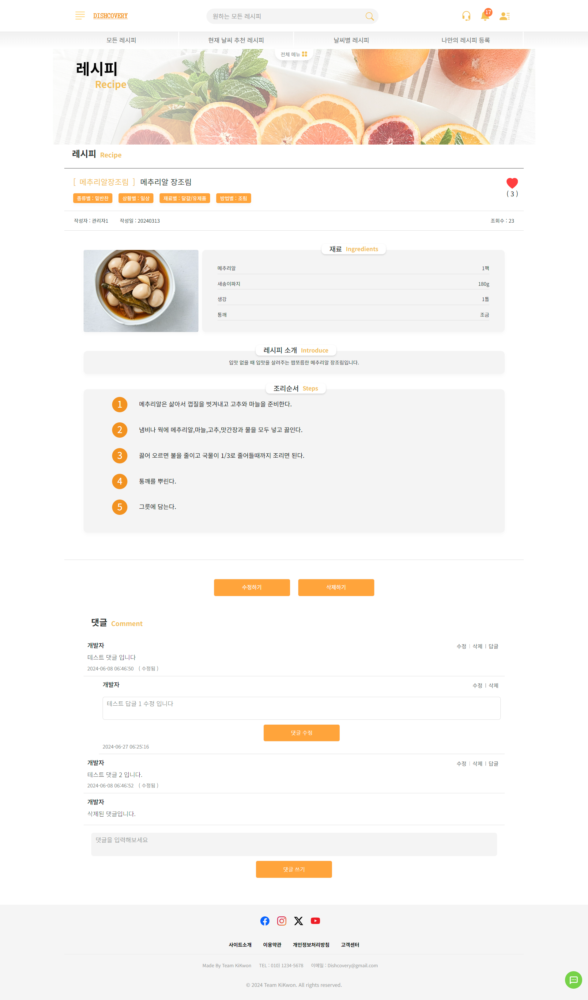 DISHCOVERY
원하는 모든 레시피
17
모든 레시피
현재 날씨 추천 레시피
날씨별 레시피
나만의 레시피 등록
전체 메뉴
레시피
Recipe
레시피 Recipe
[ 메추리알장조림 ] 메추리알 장조림
( 3 )
종류별 : 밑반찬
상황별 : 일상
재료별 : 달걀/유제품
방법별 : 조림
작성자 : 관리자1 작성일 : 20240313 조회수 : 23
재료 Ingredients
메추리알 1팩
새송이파지 180g
생강 1톨
통깨 조금
레시피 소개 Introduce
입맛 없을 때 입맛을 살려주는 짭쪼름한 메추리알 장조림입니다.
조리순서 Steps
1 메추리알은 삶아서 껍질을 벗겨내고 고추와 마늘을 준비한다.
2 냄비나 웍에 메추리알,마늘,고추,맛간장과 물을 모두 넣고 끓인다.
3 끓어 오르면 불을 줄이고 국물이 1/3로 줄어들때까지 조리면 된다.
4 통깨를 뿌린다.
5 그릇에 담는다.
수정하기
삭제하기
댓글 Comment
개발자 수정 | 삭제 | 답글
테스트 댓글 입니다
2024-06-08 06:46:50 ( 수정됨 )
개발자 수정 | 삭제
테스트 답글 1 수정 입니다
댓글 수정
2024-06-27 06:25:16
개발자 수정 | 삭제 | 답글
테스트 댓글 2 입니다.
2024-06-08 06:46:52 ( 수정됨 )
개발자
삭제된 댓글입니다.
댓글을 입력해보세요
댓글 쓰기
사이트소개 이용약관 개인정보처리방침 고객센터
Made By Team KiKwon TEL : 010) 1234-5678 이메일 : Dishcovery@gmail.com
© 2024 Team KiKwon. All rights reserved.